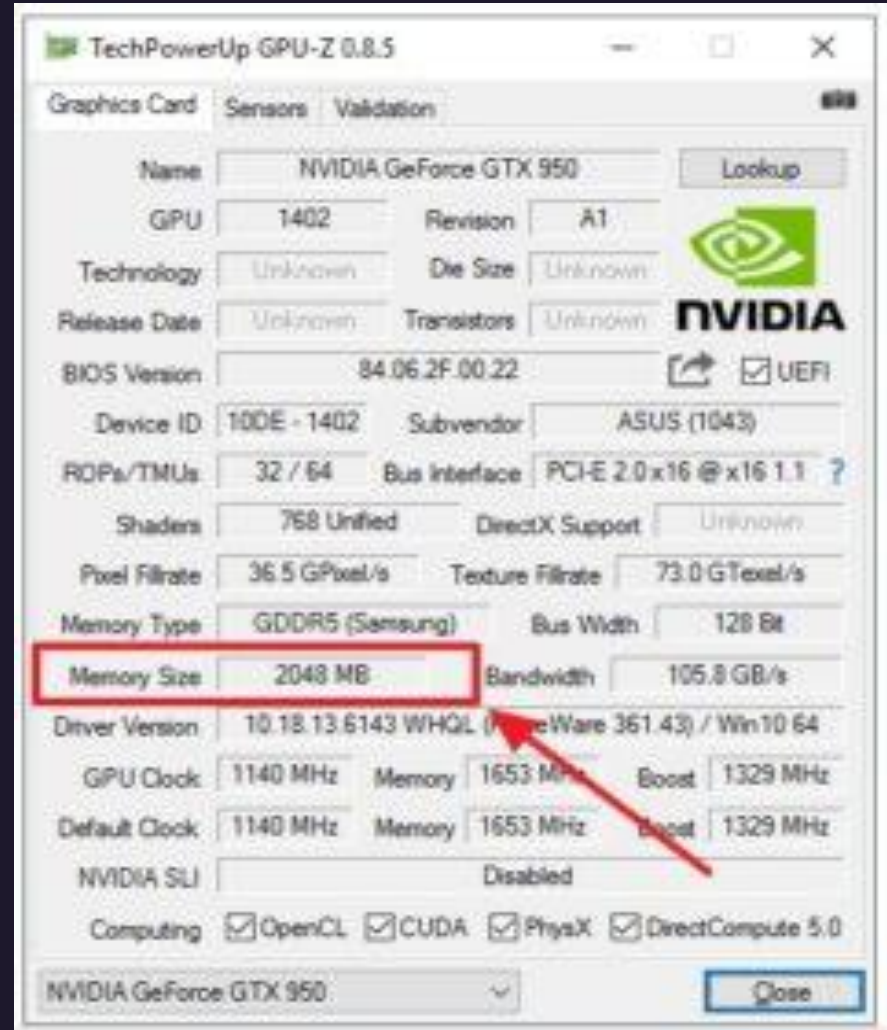 TechPowerUp GPU-Z 0.8.5
Graphics Card Sensors Validation
Name NVIDIA GeForce GTX 950 Lookup
GPU 1402 Revision A1
Technology Unknown Die Size Unknown
Release Date Unknown Transistors Unknown
NVIDIA
BIOS Version 84.06.2F.00.22 UEFI
Device ID 10DE - 1402 Subvendor ASUS (1043)
ROPs/TMUs 32 / 64 Bus Interface PCI-E 2.0 x16 @ x16 1.1 ?
Shaders 768 Unified DirectX Support Unknown
Pixel Fillrate 36.5 GPixel/s Texture Fillrate 73.0 GTexel/s
Memory Type GDDR5 (Samsung) Bus Width 128 Bit
Memory Size 2048 MB Bandwidth 105.8 GB/s
Driver Version 10.18.13.6143 WHQL 361.43) / Win10 64
GPU Clock 1140 MHz Memory 1653 MHz Boost 1329 MHz
Default Clock 1140 MHz Memory 1653 MHz Boost 1329 MHz
NVIDIA SLI Disabled
Computing OpenCL CUDA PhysX DirectCompute 5.0
NVIDIA GeForce GTX 950 Close